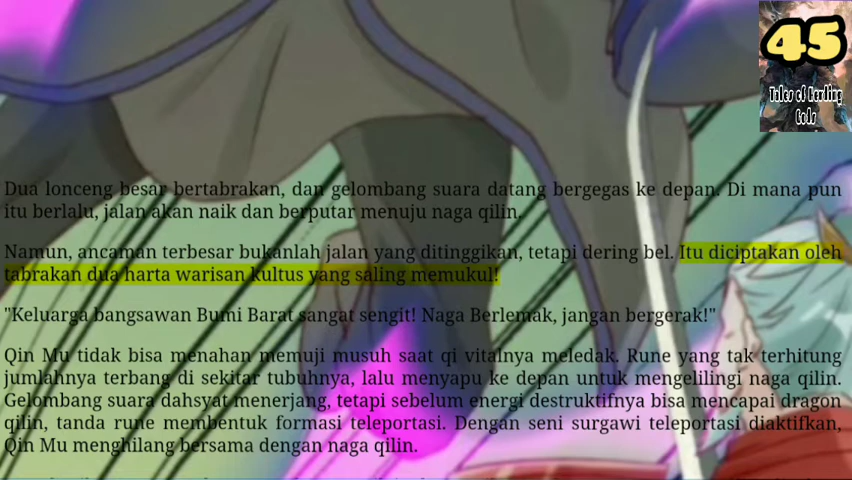 45
Tales of Herding
Gods
Dua lonceng besar bertabrakan, dan gelombang suara datang bergegas ke depan. Di mana pun
itu berlalu, jalan akan naik dan berputar menuju naga qilin.
Namun, ancaman terbesar bukanlah jalan yang ditinggikan, tetapi dering bel. Itu diciptakan oleh
tabrakan dua harta warisan kultus yang saling memukul!
"Keluarga bangsawan Bumi Barat sangat sengit! Naga Berlemak, jangan bergerak!"
Qin Mu tidak bisa menahan memuji musuh saat qi vitalnya meledak. Rune yang tak terhitung
jumlahnya terbang di sekitar tubuhnya, lalu menyapu ke depan untuk mengelilingi naga qilin.
Gelombang suara dahsyat menerjang, tetapi sebelum energi destruktifnya bisa mencapai dragon
qilin, tanda rune membentuk formasi teleportasi. Dengan seni surgawi teleportasi diaktifkan,
Qin Mu menghilang bersama dengan naga qilin.